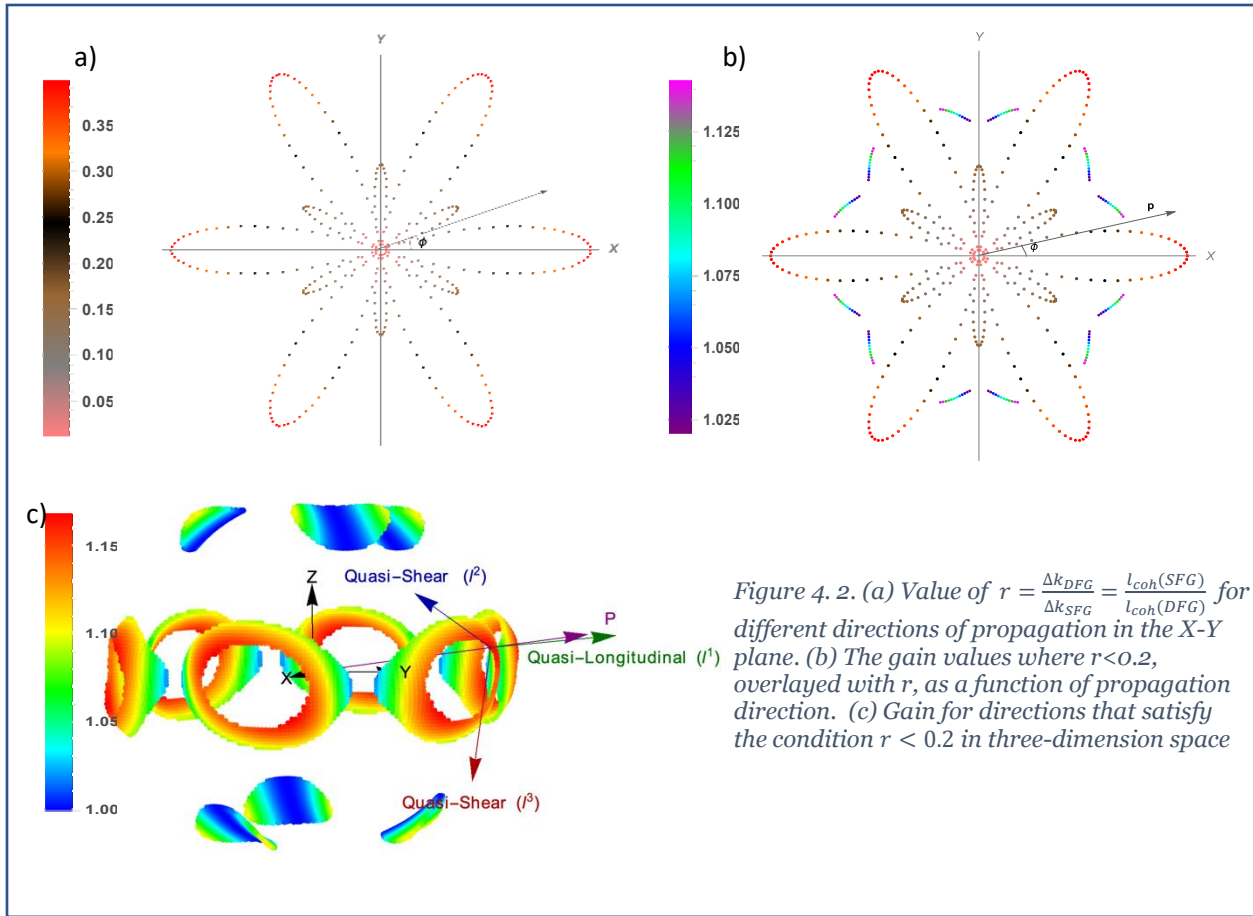 a)
Y
0.35
0.30
0.25
0.20
0.15
0.10
0.05
ϕ
X
b)
Y
1.125
1.100
1.075
1.050
1.025
p
ϕ
X
c)
1.15
1.10
1.05
1.00
Z
X
Y
Quasi-Shear (l²)
P
Quasi-Longitudinal (l¹)
Quasi-Shear (l³)
Figure 4. 2. (a) Value of r = Δk_DFG/Δk_SFG = l_coh(SFG)/l_coh(DFG) for
different directions of propagation in the X-Y
plane. (b) The gain values where r<0.2,
overlayed with r, as a function of propagation
direction. (c) Gain for directions that satisfy
the condition r < 0.2 in three-dimension space